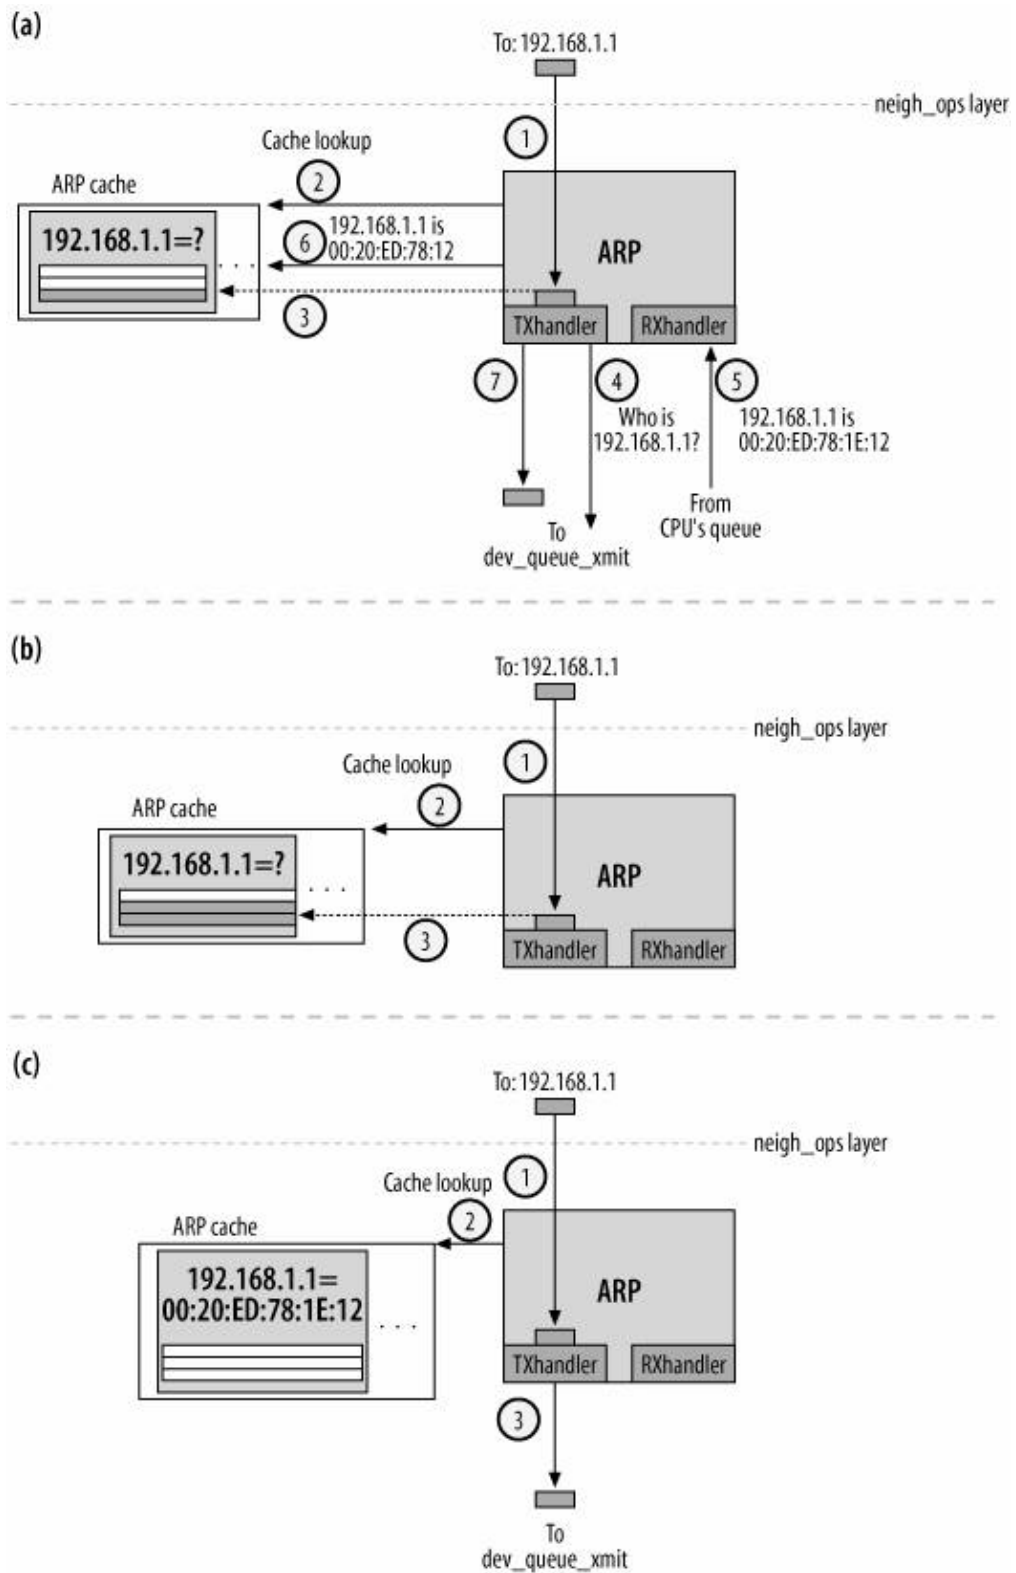 (a)
To: 192.168.1.1
neigh_ops layer
1
Cache lookup
2
ARP cache
192.168.1.1=?
. . .
6
192.168.1.1 is
00:20:ED:78:12
ARP
3
TXhandler
RXhandler
7
4
5
Who is
192.168.1.1?
192.168.1.1 is
00:20:ED:78:1E:12
From
CPU's queue
To
dev_queue_xmit
(b)
To: 192.168.1.1
neigh_ops layer
1
Cache lookup
2
ARP cache
192.168.1.1=?
. . .
ARP
3
TXhandler
RXhandler
(c)
To: 192.168.1.1
neigh_ops layer
1
Cache lookup
2
ARP cache
192.168.1.1=
00:20:ED:78:1E:12
. . .
ARP
TXhandler
RXhandler
3
To
dev_queue_xmit